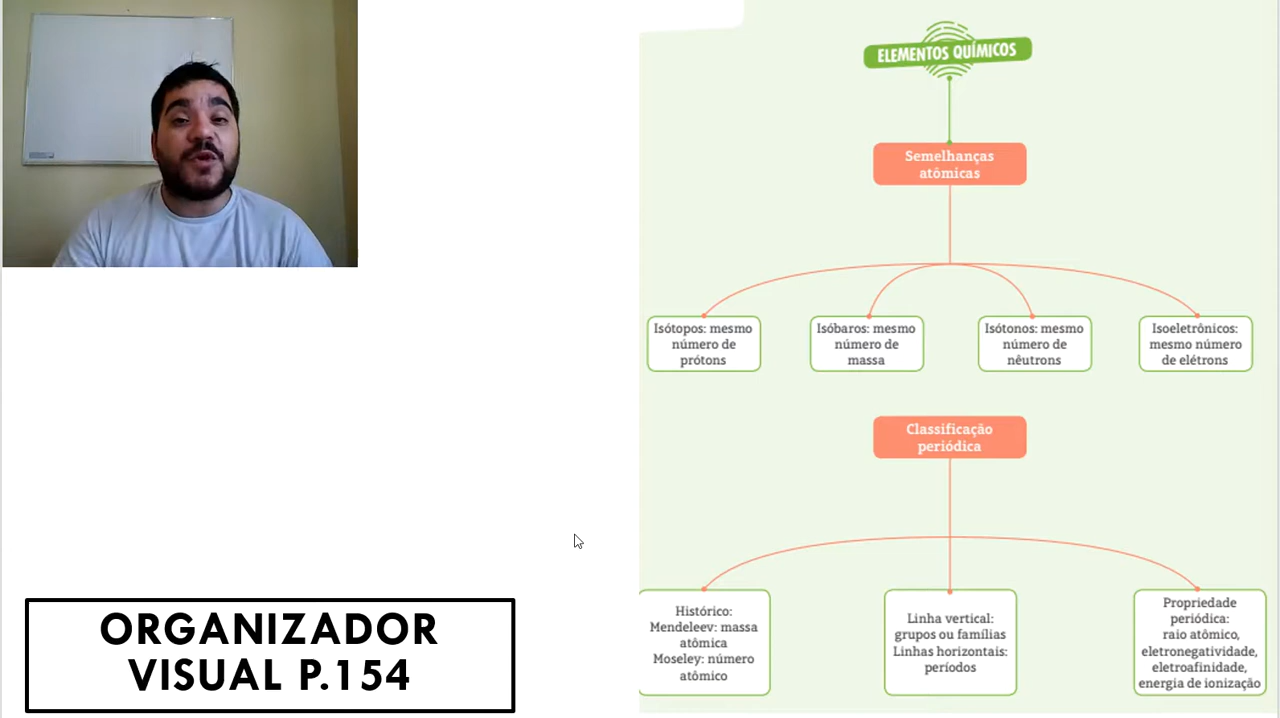 ELEMENTOS QUÍMICOS
Semelhanças
atômicas
Isótopos: mesmo
número de
prótons
Isóbaros: mesmo
número de
massa
Isótonos: mesmo
número de
nêutrons
Isoeletrônicos:
mesmo número
de elétrons
Classificação
periódica
Histórico:
Mendeleev: massa
atômica
Moseley: número
atômico
Linha vertical:
grupos ou famílias
Linhas horizontais:
períodos
Propriedade
periódica:
raio atômico,
eletronegatividade,
eletroafinidade,
energia de ionização
ORGANIZADOR
VISUAL P.154